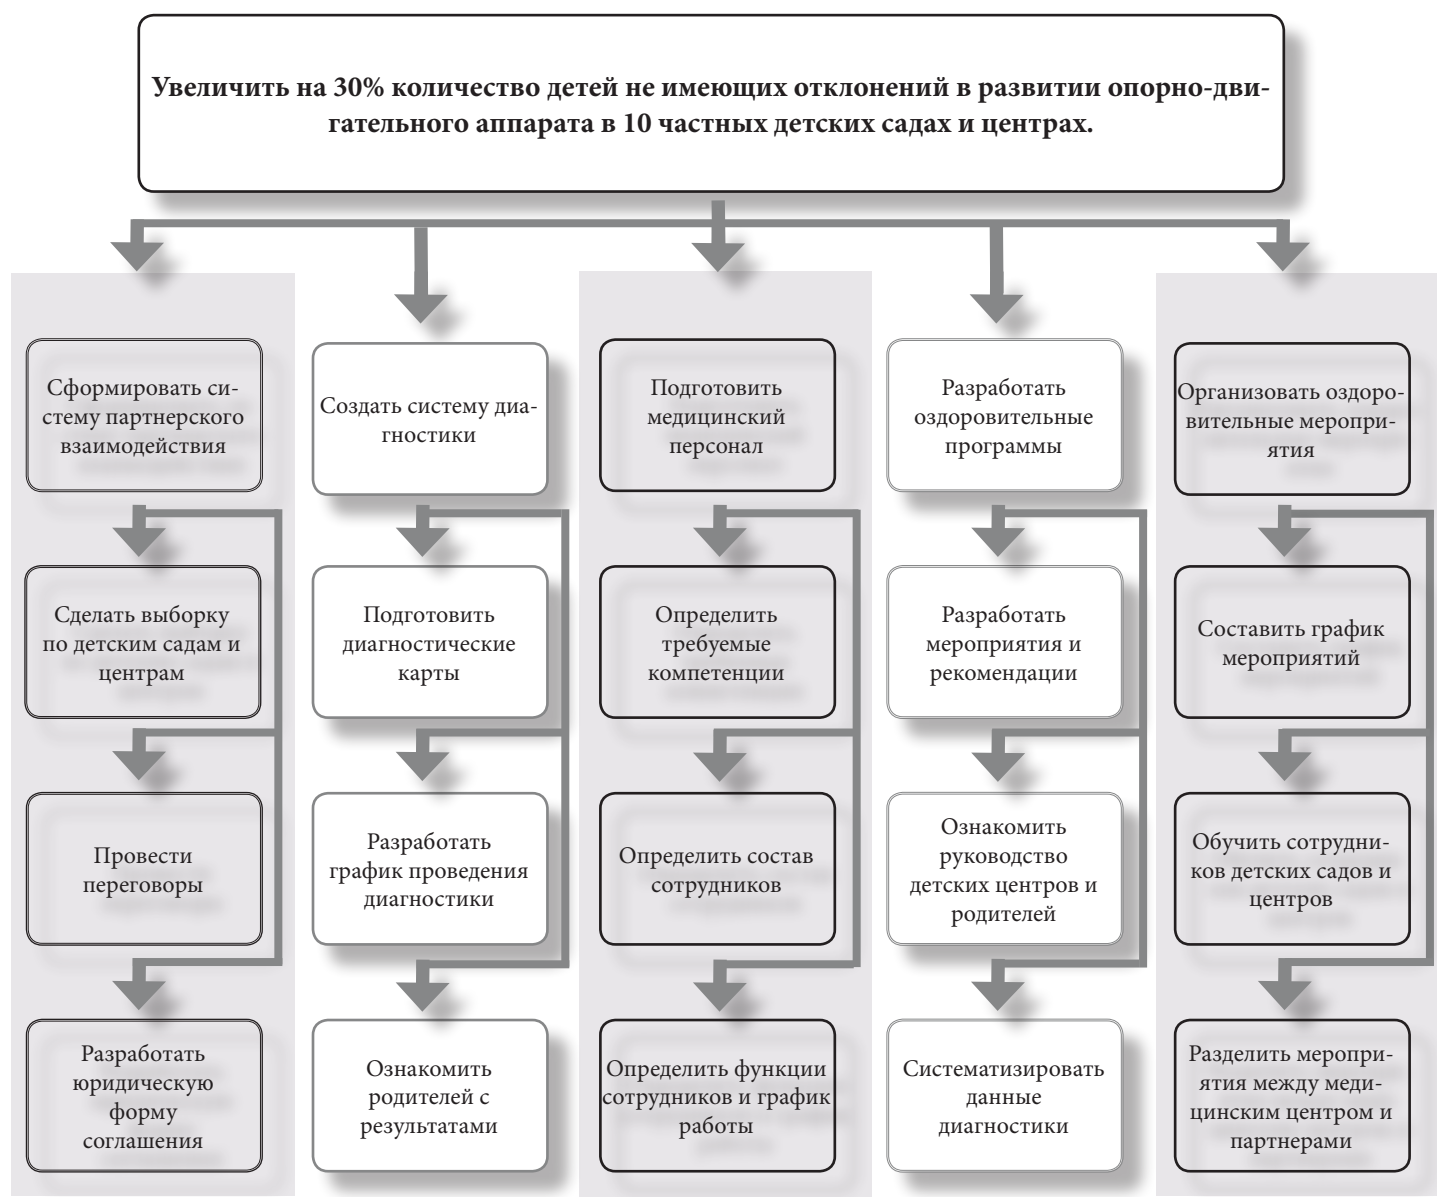 Увеличить на 30% количество детей не имеющих отклонений в развитии опорно-дви-
гательного аппарата в 10 частных детских садах и центрах.
Сформировать си-
стему партнерского
взаимодействия
Создать систему диа-
гностики
Подготовить
медицинский
персонал
Разработать
оздоровительные
программы
Организовать оздоро-
вительные меропри-
ятия
Сделать выборку
по детским садам и
центрам
Подготовить
диагностические
карты
Определить
требуемые
компетенции
Разработать
мероприятия и
рекомендации
Составить график
мероприятий
Провести
переговоры
Разработать
график проведения
диагностики
Определить состав
сотрудников
Ознакомить
руководство
детских центров и
родителей
Обучить сотрудни-
ков детских садов и
центров
Разработать
юридическую
форму
соглашения
Ознакомить
родителей с
результатами
Определить функции
сотрудников и график
работы
Систематизировать
данные
диагностики
Разделить меропри-
ятия между меди-
цинским центром и
партнерами